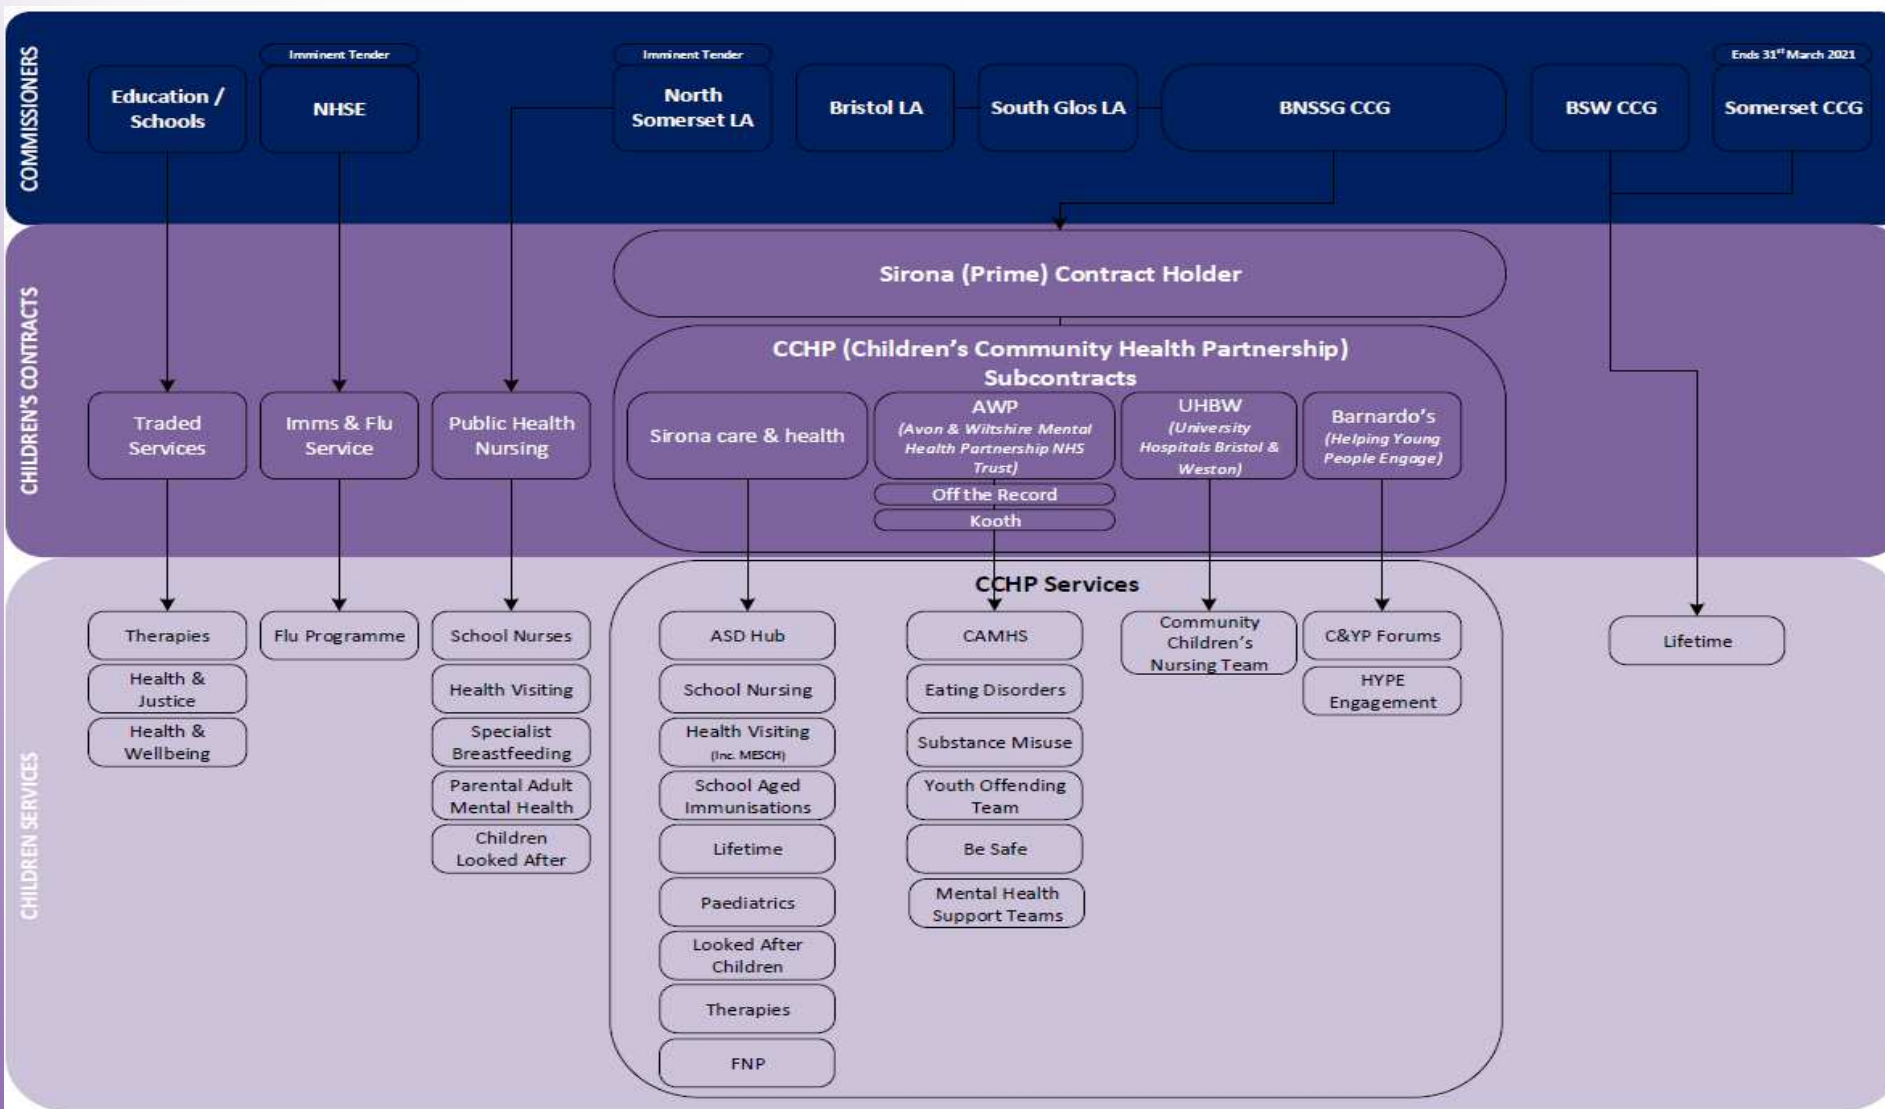 COMMISSIONERS
Imminent Tender
Imminent Tender
Ends 31st March 2021
Education /
Schools
NHSE
North
Somerset LA
Bristol LA
South Glos LA
BNSSG CCG
BSW CCG
Somerset CCG
CHILDREN'S CONTRACTS
Sirona (Prime) Contract Holder
CCHP (Children's Community Health Partnership)
Subcontracts
Traded
Services
Imms & Flu
Service
Public Health
Nursing
Sirona care & health
AWP
(Avon & Wiltshire Mental
Health Partnership NHS
Trust)
Off the Record
Kooth
UHBW
(University
Hospitals Bristol &
Weston)
Barnardo's
(Helping Young
People Engage)
CHILDREN SERVICES
CCHP Services
Therapies
Health &
Justice
Health &
Wellbeing
Flu Programme
School Nurses
Health Visiting
Specialist
Breastfeeding
Parental Adult
Mental Health
Children
Looked After
ASD Hub
School Nursing
Health Visiting
(Inc. MESCH)
School Aged
Immunisations
Lifetime
Paediatrics
Looked After
Children
Therapies
FNP
CAMHS
Eating Disorders
Substance Misuse
Youth Offending
Team
Be Safe
Mental Health
Support Teams
Community
Children's
Nursing Team
C&YP Forums
HYPE
Engagement
Lifetime